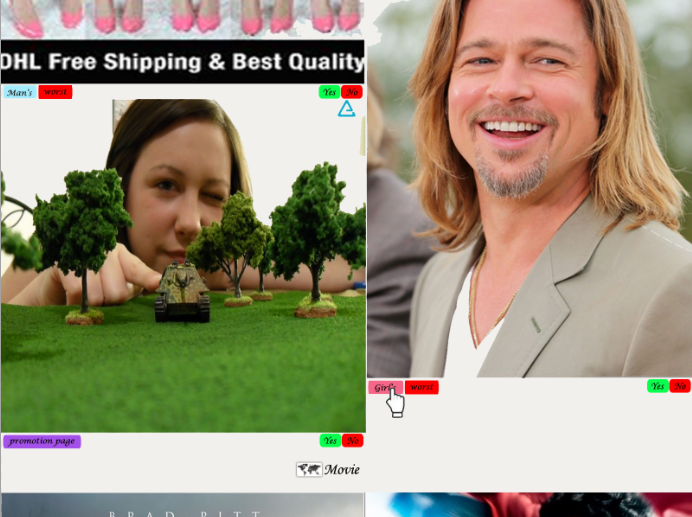 DHL Free Shipping & Best Quality
Man's worst
Yes No
Girl's worst
Yes No
promotion page
Yes No
Movie
BRAD PITT